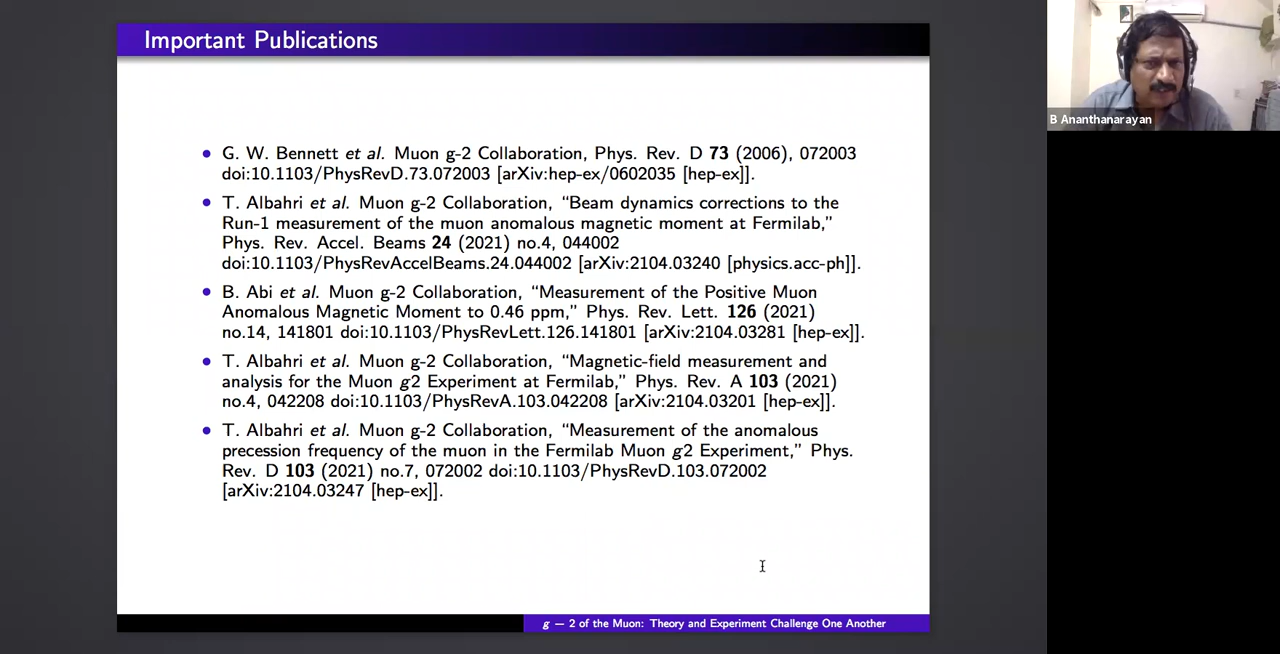 Important Publications
• G. W. Bennett et al. Muon g-2 Collaboration, Phys. Rev. D 73 (2006), 072003
doi:10.1103/PhysRevD.73.072003 [arXiv:hep-ex/0602035 [hep-ex]].
• T. Albahri et al. Muon g-2 Collaboration, “Beam dynamics corrections to the
Run-1 measurement of the muon anomalous magnetic moment at Fermilab,”
Phys. Rev. Accel. Beams 24 (2021) no.4, 044002
doi:10.1103/PhysRevAccelBeams.24.044002 [arXiv:2104.03240 [physics.acc-ph]].
• B. Abi et al. Muon g-2 Collaboration, “Measurement of the Positive Muon
Anomalous Magnetic Moment to 0.46 ppm,” Phys. Rev. Lett. 126 (2021)
no.14, 141801 doi:10.1103/PhysRevLett.126.141801 [arXiv:2104.03281 [hep-ex]].
• T. Albahri et al. Muon g-2 Collaboration, “Magnetic-field measurement and
analysis for the Muon g2 Experiment at Fermilab,” Phys. Rev. A 103 (2021)
no.4, 042208 doi:10.1103/PhysRevA.103.042208 [arXiv:2104.03201 [hep-ex]].
• T. Albahri et al. Muon g-2 Collaboration, “Measurement of the anomalous
precession frequency of the muon in the Fermilab Muon g2 Experiment,” Phys.
Rev. D 103 (2021) no.7, 072002 doi:10.1103/PhysRevD.103.072002
[arXiv:2104.03247 [hep-ex]].
g — 2 of the Muon: Theory and Experiment Challenge One Another
B Ananthanarayan